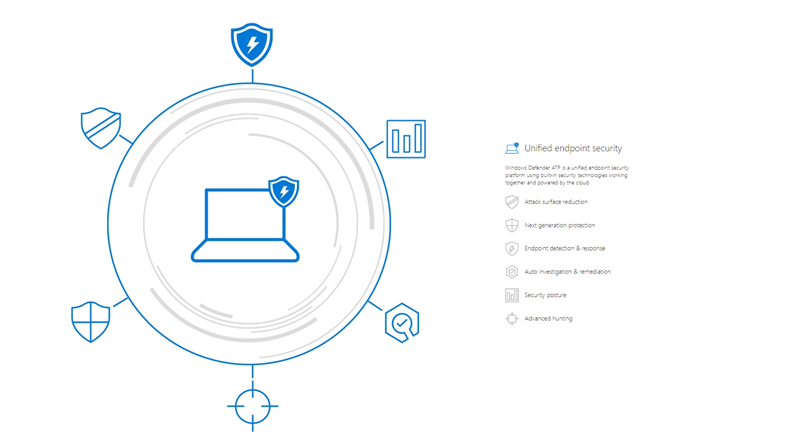 Unified endpoint security
Windows Defender ATP is a unified endpoint security
platform using built-in security technologies working
together and powered by the cloud.
Attack surface reduction
Next generation protection
Endpoint detection & response
Auto investigation & remediation
Security posture
Advanced hunting